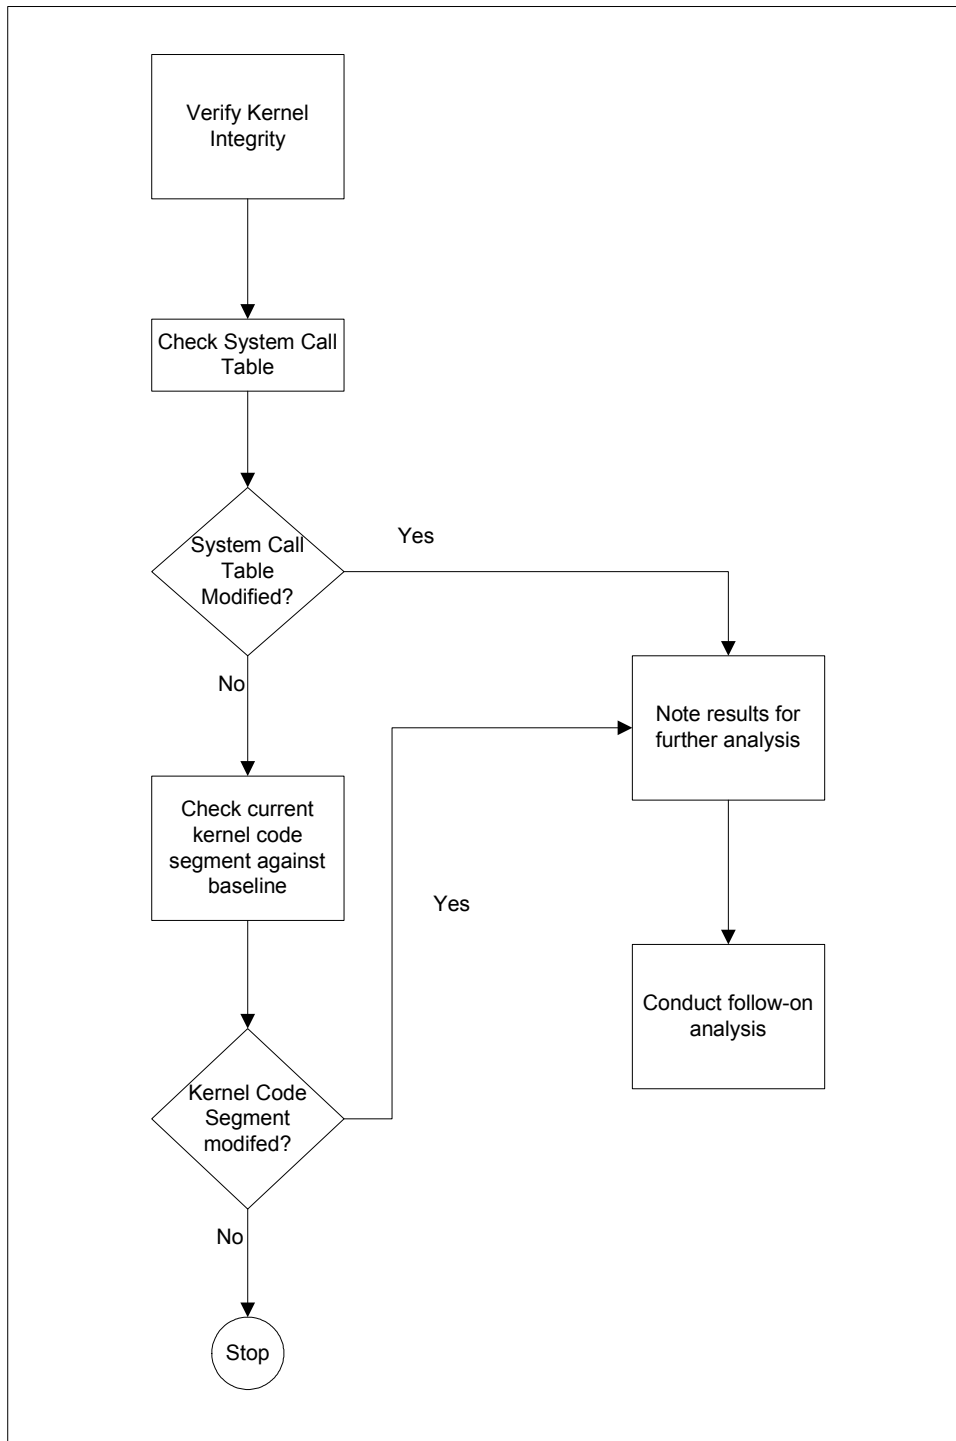 Verify Kernel
Integrity
Check System Call
Table
System Call
Table
Modified?
Yes
No
Note results for
further analysis
Check current
kernel code
segment against
baseline
Yes
Conduct follow-on
analysis
Kernel Code
Segment
modifed?
No
Stop